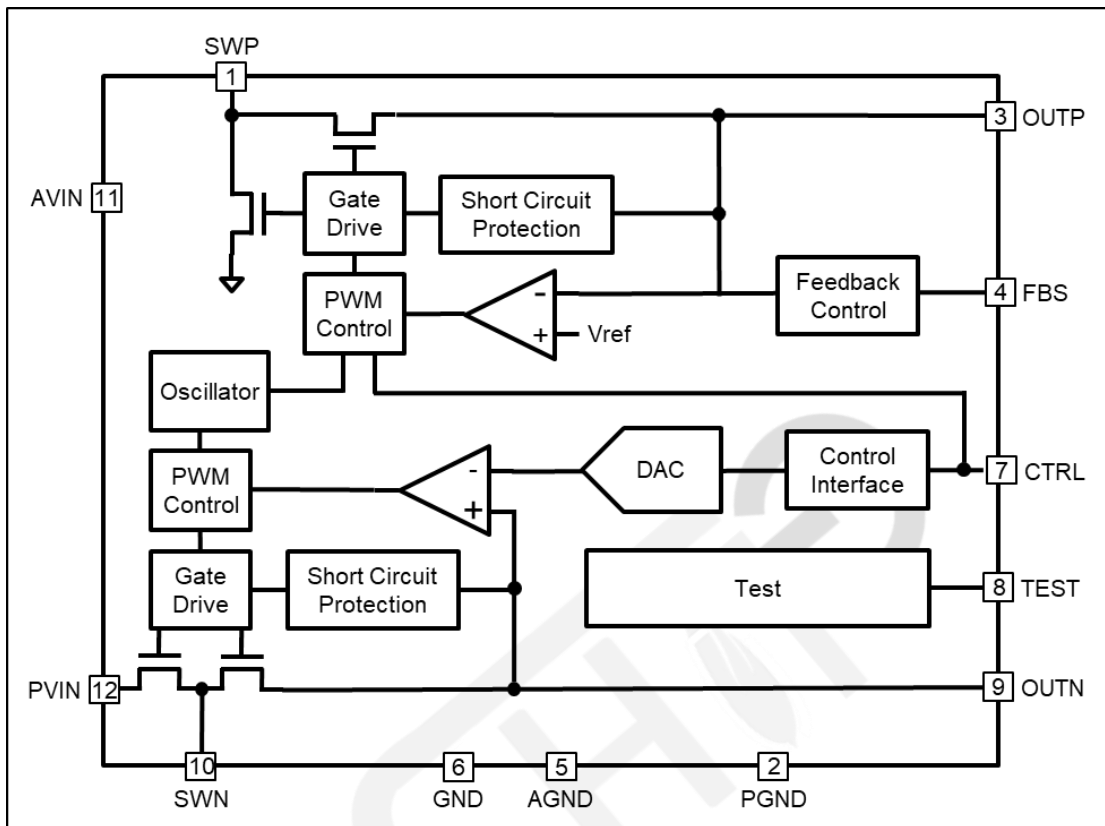 SWP
1
3 OUTP
AVIN 11
Gate
Drive
Short Circuit
Protection
PWM
Control
-
+
Vref
Feedback
Control
4 FBS
Oscillator
PWM
Control
-
+
DAC
Control
Interface
7 CTRL
Gate
Drive
Short Circuit
Protection
Test
8 TEST
PVIN 12
9 OUTN
10
SWN
6
GND
5
AGND
2
PGND